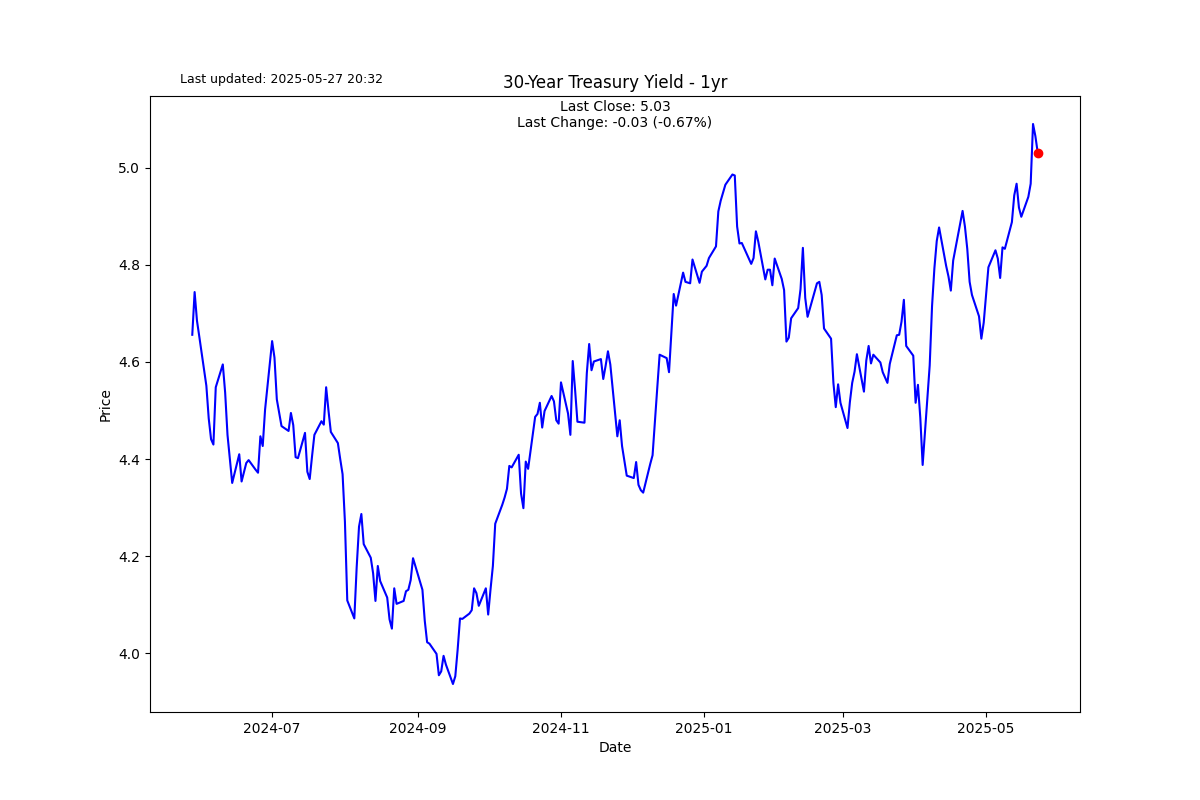 Last updated: 2025-05-27 20:32
30-Year Treasury Yield - 1yr
Last Close: 5.03
Last Change: -0.03 (-0.67%)
Price
5.0
4.8
4.6
4.4
4.2
4.0
2024-07
2024-09
2024-11
2025-01
2025-03
2025-05
Date